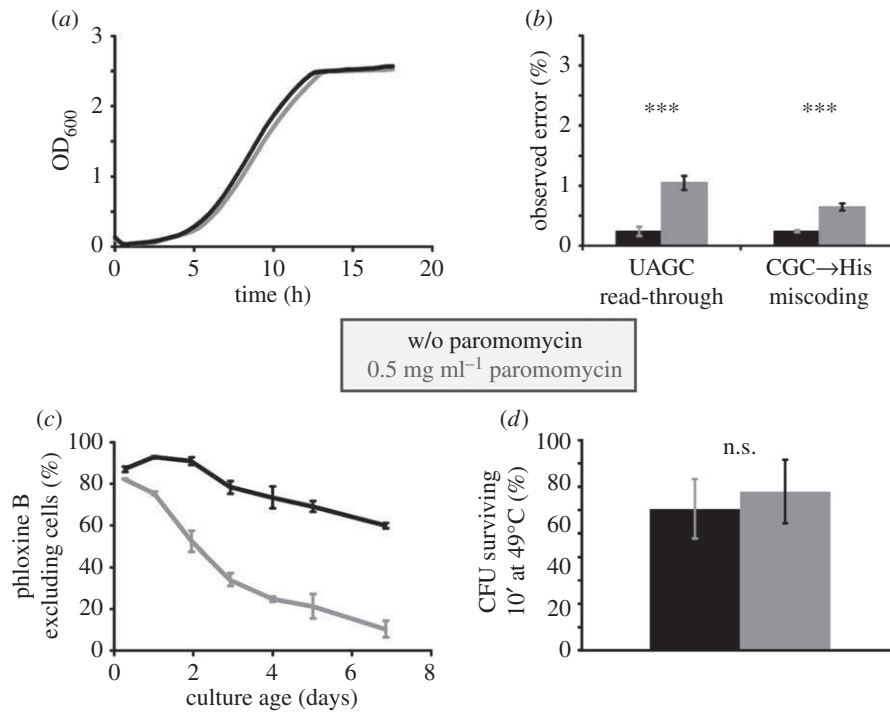 (a)
3
2
1
0
OD600
0 5 10 15 20
time (h)
(b)
3
2
1
0
observed error (%)
***
***
UAGC
read-through
CGC→His
miscoding
w/o paromomycin
0.5 mg ml−1 paromomycin
(c)
100
80
60
40
20
0
phloxine B
excluding cells (%)
0 2 4 6 8
culture age (days)
(d)
100
80
60
40
20
0
CFU surviving
10′ at 49°C (%)
n.s.